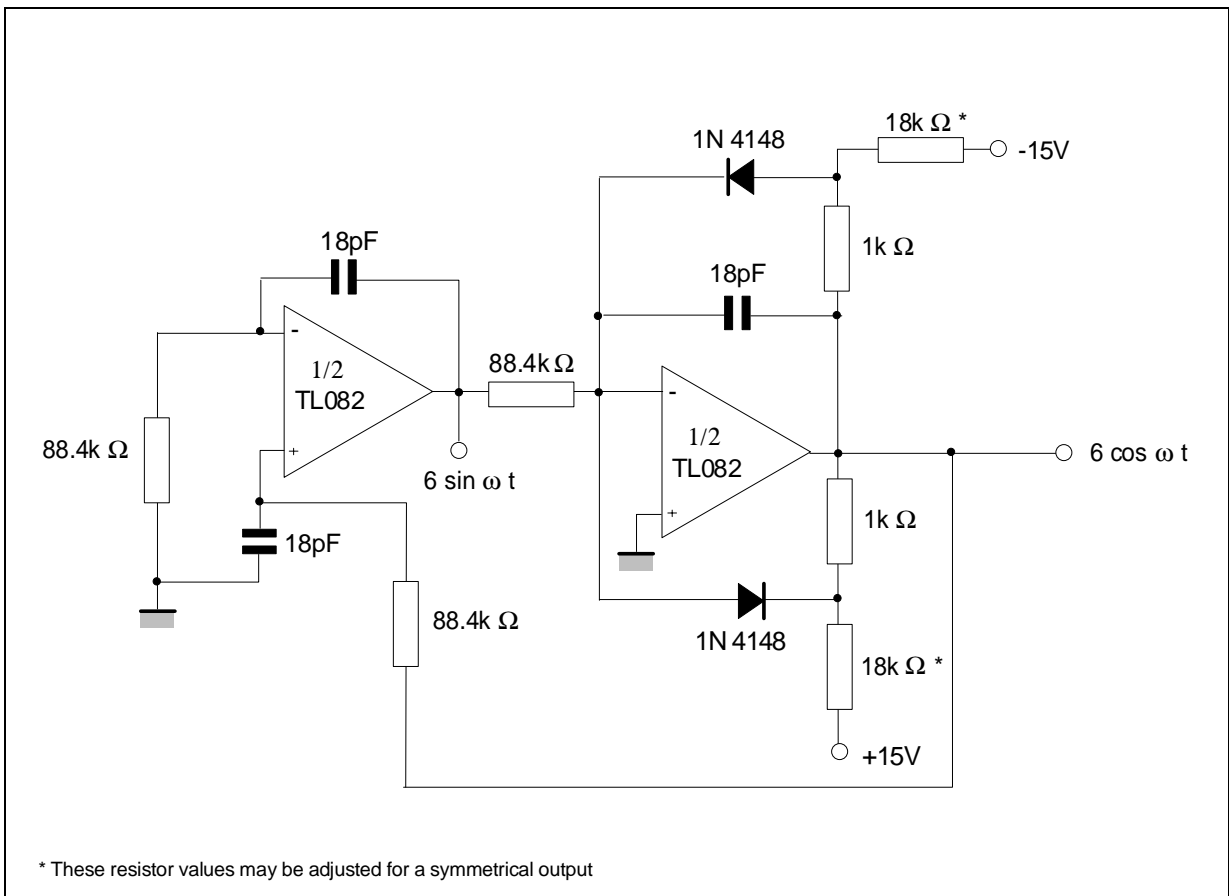 18k Ω *
1N 4148
-15V
1k Ω
18pF
18pF
88.4k Ω
-
1/2
TL082
-
1/2
TL082
88.4k Ω
+
6 sin ω t
6 cos ω t
+
1k Ω
18pF
88.4k Ω
1N 4148
18k Ω *
+15V
* These resistor values may be adjusted for a symmetrical output